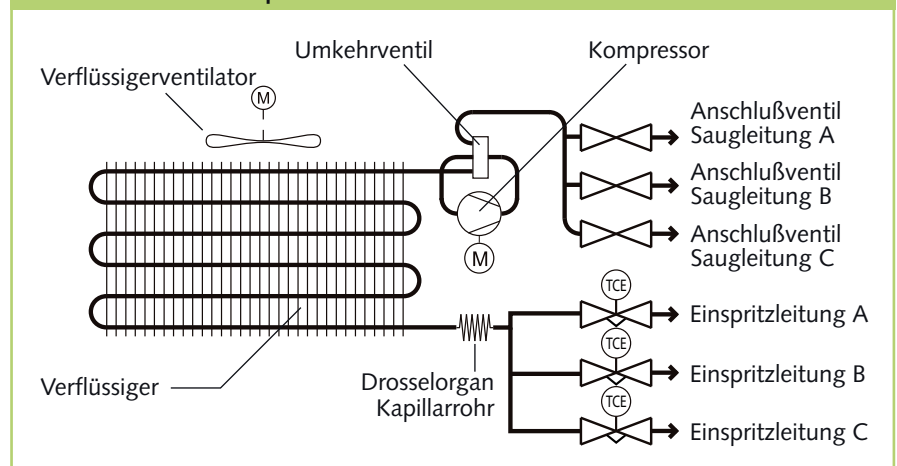 Umkehrventil
Kompressor
Verflüssigerventilator
M
Anschlußventil
Saugleitung A
Anschlußventil
Saugleitung B
Anschlußventil
Saugleitung C
M
TCE
Einspritzleitung A
TCE
Einspritzleitung B
TCE
Einspritzleitung C
Verflüssiger
Drosselorgan
Kapillarrohr